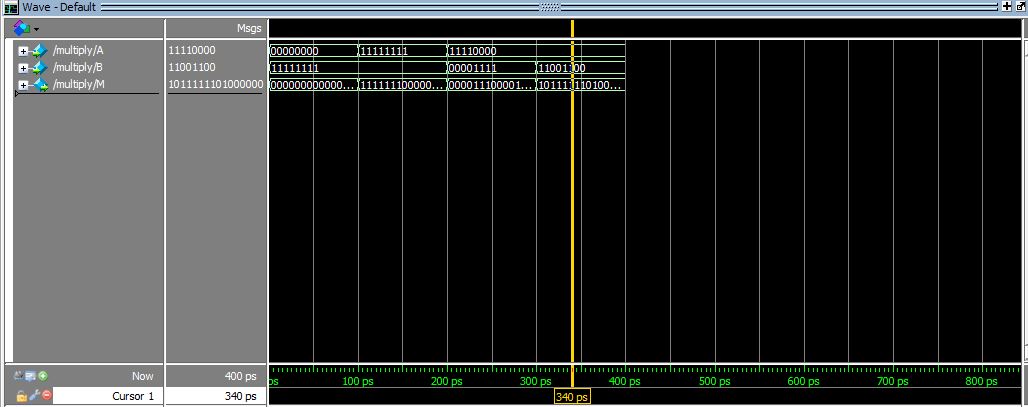 Wave - Default
Msgs
/multiply/A 11110000 00000000 11111111 11110000
/multiply/B 11001100 11111111 00001111 11001100
/multiply/M 1011111101000000 000000000000... 111111100000... 000011100001... 101111110100...
Now 400 ps ps 100 ps 200 ps 300 ps 400 ps 500 ps 600 ps 700 ps 800 ps
Cursor 1 340 ps 340 ps